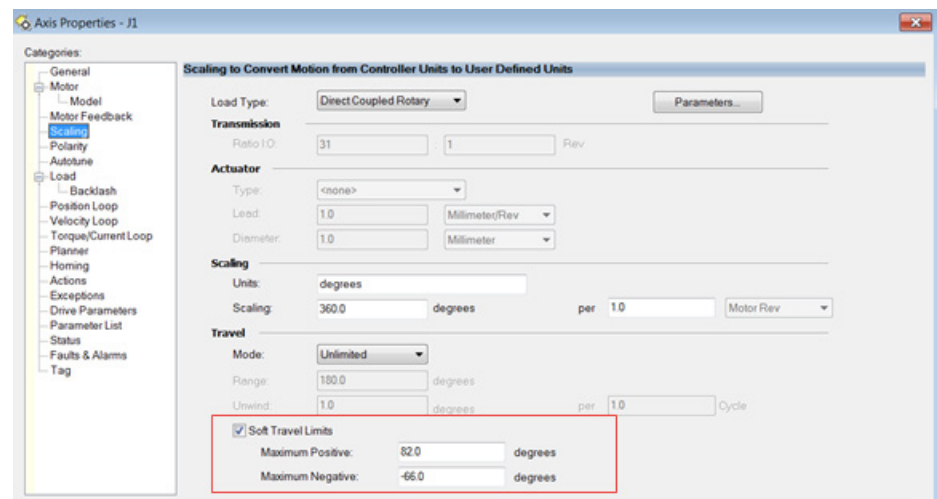 Axis Properties - J1
Categories:
General
Motor
Model
Motor Feedback
Scaling
Polarity
Autotune
Load
Backlash
Position Loop
Velocity Loop
Torque/Current Loop
Planner
Homing
Actions
Exceptions
Drive Parameters
Parameter List
Status
Faults & Alarms
Tag
Scaling to Convert Motion from Controller Units to User Defined Units
Load Type: Direct Coupled Rotary Parameters...
Transmission
Ratio I:O: 31 : 1 Rev
Actuator
Type: <none>
Lead: 1.0 Millimeter/Rev
Diameter: 1.0 Millimeter
Scaling
Units: degrees
Scaling: 360.0 degrees per 1.0 Motor Rev
Travel
Mode: Unlimited
Range: 180.0 degrees
Unwind: 1.0 degrees per 1.0 Cycle
Soft Travel Limits
Maximum Positive: 82.0 degrees
Maximum Negative: -66.0 degrees